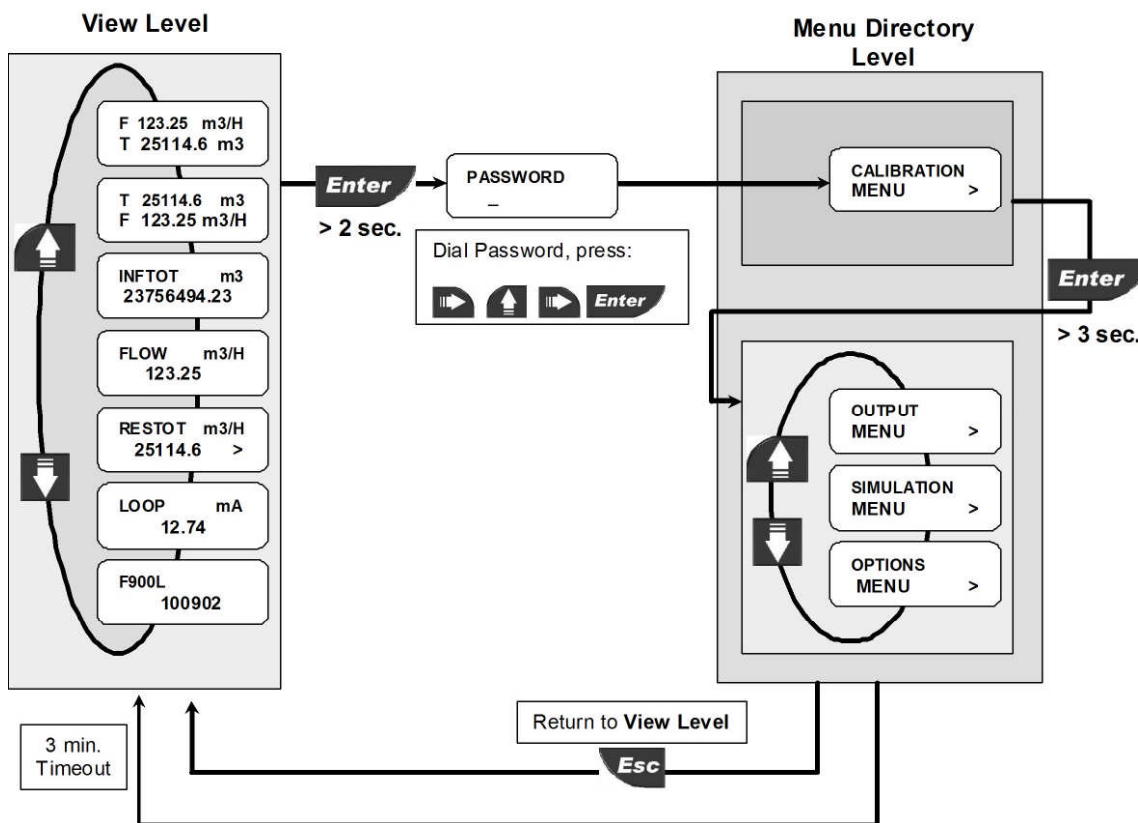 View Level
F 123.25 m3/H
T 25114.6 m3
T 25114.6 m3
F 123.25 m3/H
INFTOT m3
23756494.23
FLOW m3/H
123.25
RESTOT m3/H
25114.6 >
LOOP mA
12.74
F900L
100902
Enter
> 2 sec.
PASSWORD
_
Dial Password, press:
Enter
Menu Directory
Level
CALIBRATION
MENU >
Enter
> 3 sec.
OUTPUT
MENU >
SIMULATION
MENU >
OPTIONS
MENU >
Return to View Level
Esc
3 min.
Timeout